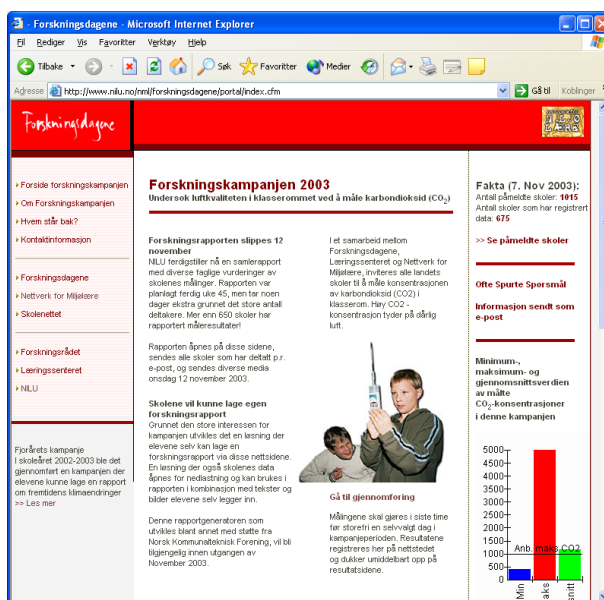 - Forskningsdagene - Microsoft Internet Explorer
Fil Rediger Vis Favoritter Verktøy Hjelp
Tilbake Søk Favoritter Medier
Adresse http://www.nilu.no/nml/forskningsdagene/portal/index.cfm Gå til Koblinger
Forskningsdagene
Forside forskningskampanjen
Om Forskningskampanjen
Hvem står bak?
Kontaktinformasjon
Forskningsdagene
Nettverk for Miljølære
Skolenettet
Forskningsrådet
Læringssenteret
NILU
Fjorårets kampanje
I skoleåret 2002-2003 ble det
gjennomført en kampanjen der
elevene kunne lage en rapport
om fremtidens klimaendringer
>> Les mer
Forskningskampanjen 2003
Undersøk luftkvaliteten i klasserommet ved å måle karbondioksid (CO2)
Forskningsrapporten slippes 12
november
NILU ferdigstiller nå en samlerapport
med diverse faglige vurderinger av
skolenes målinger. Rapporten var
planlagt ferdig uke 45, men tar noen
dager ekstra grunnet det store antall
deltakere. Mer enn 650 skoler har
rapportert måleresultater!
Rapporten åpnes på disse sidene,
sendes alle skoler som har deltatt p.r.
e-post, og sendes diverse media
onsdag 12 november 2003.
Skolene vil kunne lage egen
forskningsrapport
Grunnet den store interessen for
kampanjen utvikles det en løsning der
elevene selv kan lage en
forskningsrapport via disse nettsidene.
En løsning der også skolenes data
åpnes for nedlastning og kan brukes i
rapporten i kombinasjon med tekster og
bilder elevene selv legger inn.
Denne rapportgeneratoren som
utvikles blant annet med støtte fra
Norsk Kommunalteknisk Forening, vil bli
tilgjengelig innen utgangen av
November 2003.
I et samarbeid mellom
Forskningsdagene,
Læringssenteret og Nettverk for
Miljølære, inviteres alle landets
skoler til å måle konsentrasjonen
av karbondioksid (CO2) i
klasserom. Høy CO2 -
konsentrasjon tyder på dårlig
luft.
Gå til gjennomføring
Målingene skal gjøres i siste time
før storefri en selvvalgt dag i
kampanjeperioden. Resultatene
registreres her på nettstedet
og dukker umiddelbart opp på
resultatsidene.
Fakta (7. Nov 2003):
Antall påmeldte skoler: 1015
Antall skoler som har registrert
data: 675
>> Se påmeldte skoler
Ofte Spurte Spørsmål
Informasjon sendt som
e-post
Minimum-,
maksimum- og
gjennomsnittsverdien
av målte
CO2-konsentrasjoner
i denne kampanjen
5000
4500
4000
3500
3000
2500
2000
1500
1000
500
0
Anb. maks CO2
Min
aks
snitt